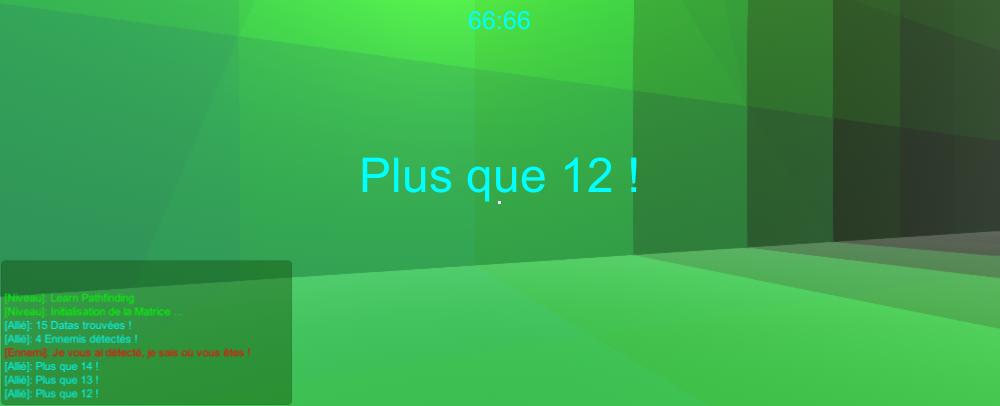 66:66
Plus que 12 !
[Niveau]: Learn Pathfinding
[Niveau]: Initialisation de la Matrice ...
[Allié]: 15 Datas trouvées !
[Allié]: 4 Ennemis détectés !
[Ennemi]: Je vous ai détecté, je sais où vous êtes !
[Allié]: Plus que 14 !
[Allié]: Plus que 13 !
[Allié]: Plus que 12 !